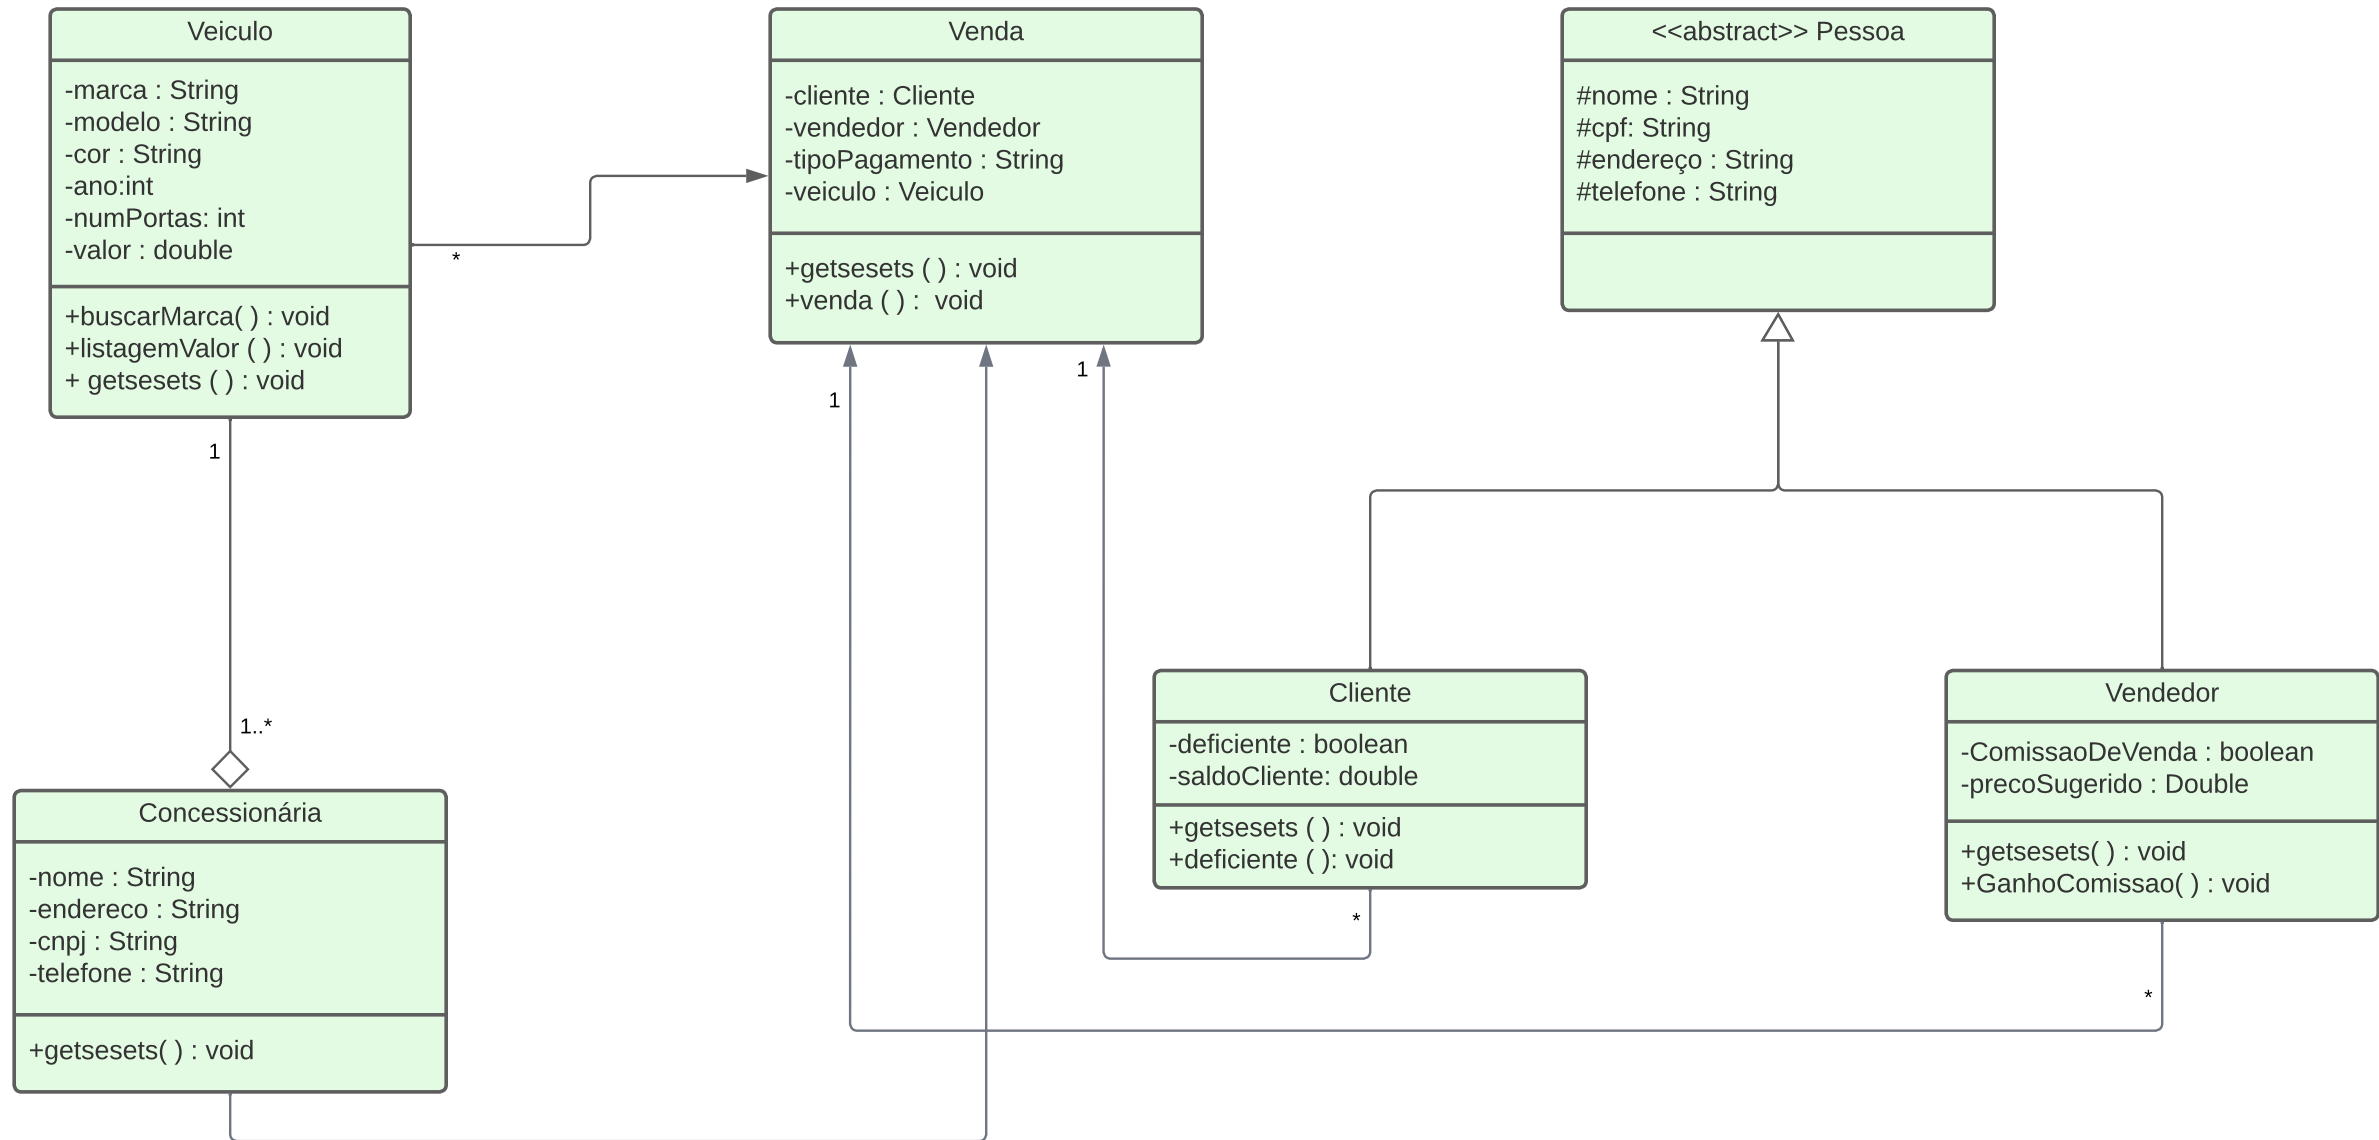 Veiculo
-marca : String
-modelo : String
-cor : String
-ano:int
-numPortas: int
-valor : double
+buscarMarca( ) : void
+listagemValor ( ) : void
+ getsesets ( ) : void
*
1
1..*
Venda
-cliente : Cliente
-vendedor : Vendedor
-tipoPagamento : String
-veiculo : Veiculo
+getsesets ( ) : void
+venda ( ) :  void
1
1
<<abstract>> Pessoa
#nome : String
#cpf: String
#endereço : String
#telefone : String
Concessionária
-nome : String
-endereco : String
-cnpj : String
-telefone : String
+getsesets( ) : void
Cliente
-deficiente : boolean
-saldoCliente: double
+getsesets ( ) : void
+deficiente ( ): void
*
Vendedor
-ComissaoDeVenda : boolean
-precoSugerido : Double
+getsesets( ) : void
+GanhoComissao( ) : void
*